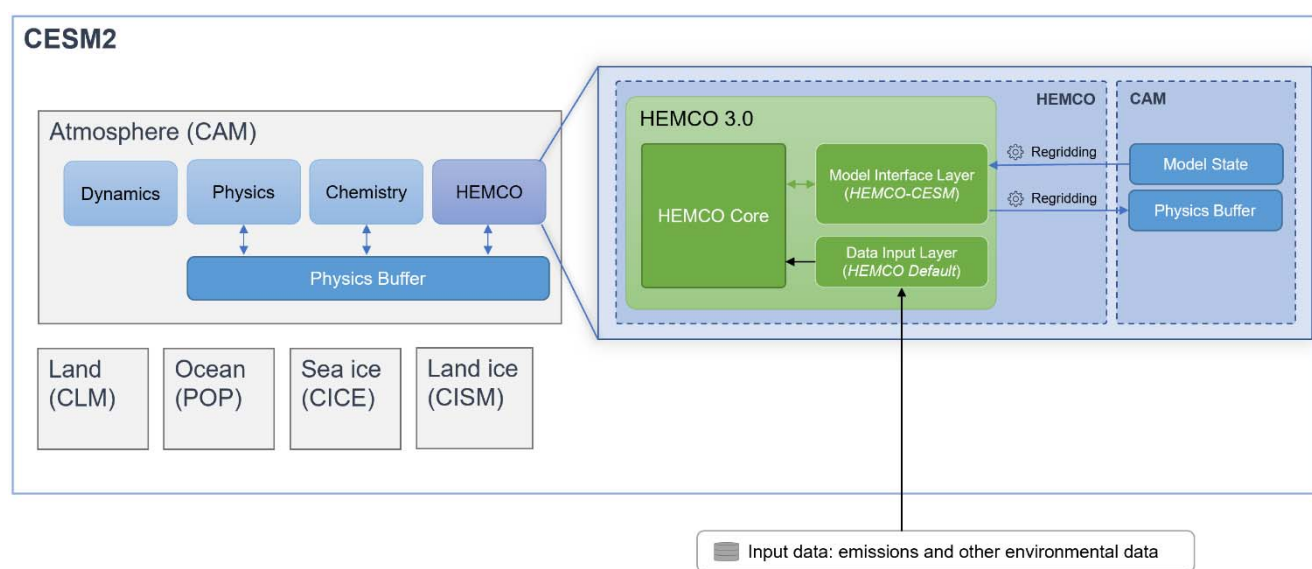 CESM2
Atmosphere (CAM)
Dynamics
Physics
Chemistry
HEMCO
Physics Buffer
Land
(CLM)
Ocean
(POP)
Sea ice
(CICE)
Land ice
(CISM)
HEMCO
CAM
HEMCO 3.0
HEMCO Core
Model Interface Layer
(HEMCO-CESM)
Data Input Layer
(HEMCO Default)
Regridding
Regridding
Model State
Physics Buffer
Input data: emissions and other environmental data